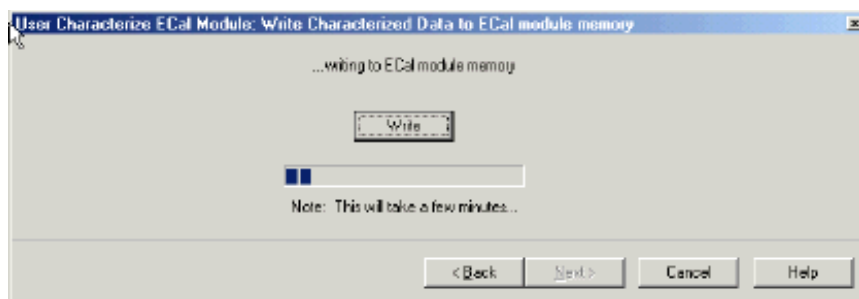 User Characterize ECal Module: Write Characterized Data to ECal module memory
...writing to ECal module memory
Write
Note: This will take a few minutes...
< Back Next > Cancel Help